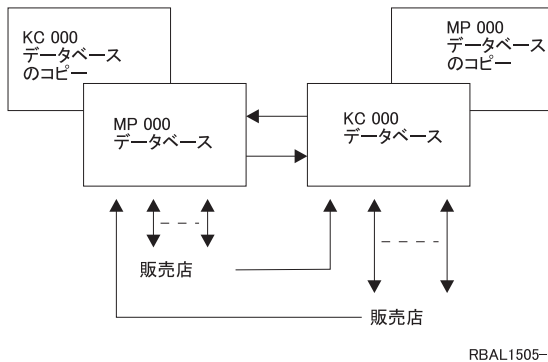 KC 000
データベース
のコピー
MP 000
データベース
のコピー
MP 000
データベース
KC 000
データベース
販売店
販売店
RBAL1505-